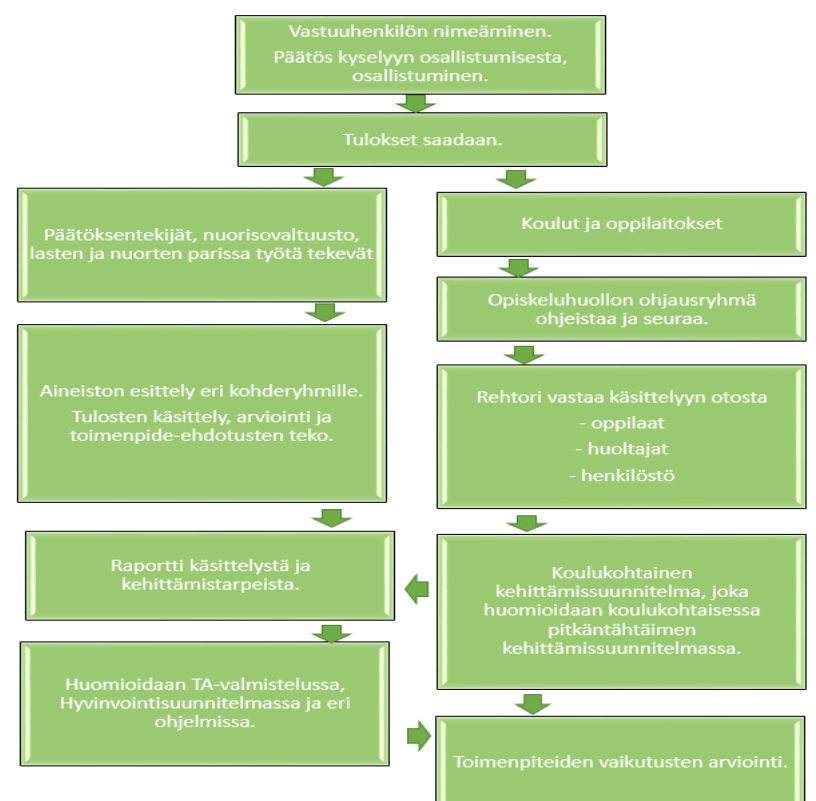 Vastuuhenkilön nimeäminen.
Päätös kyselyyn osallistumisesta,
osallistuminen.
Tulokset saadaan.
Päätöksentekijät, nuorisovaltuusto,
lasten ja nuorten parissa työtä tekevät
Aineiston esittely eri kohderyhmille.
Tulosten käsittely, arviointi ja
toimenpide-ehdotusten teko.
Raportti käsittelystä ja
kehittämistarpeista.
Huomioidaan TA-valmistelussa,
Hyvinvointisuunnitelmassa ja eri
ohjelmissa.
Koulut ja oppilaitokset
Opiskeluhuollon ohjausryhmä
ohjeistaa ja seuraa.
Rehtori vastaa käsittelyyn otosta
- oppilaat
- huoltajat
- henkilöstö
Koulukohtainen
kehittämissuunnitelma, joka
huomioidaan koulukohtaisessa
pitkäntähtäimen
kehittämissuunnitelmassa.
Toimenpiteiden vaikutusten arviointi.